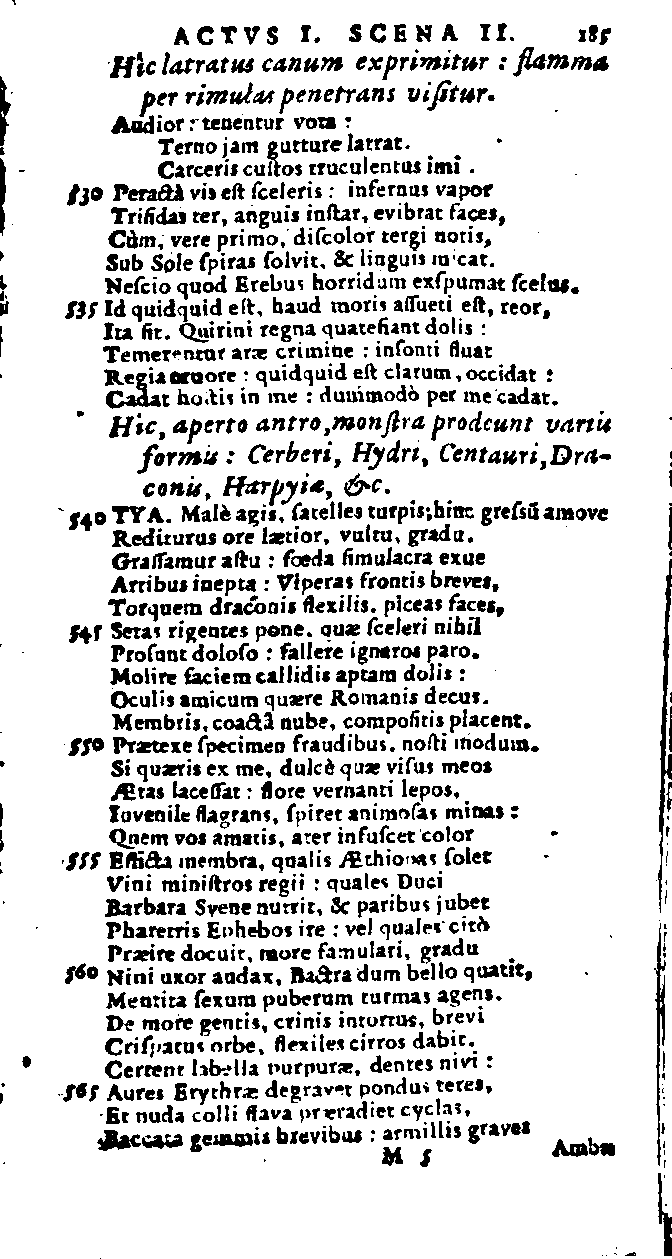 ACTVS I. SCENA II. 185
Hic latratus canum exprimitur : flamma
per rimulas penetrans visitur.
Audior : tenentur vota :
Terno jam gutture latrat.
Carceris custos truculentus imi .
530 Peractâ vis est sceleris : infernus vapor
Trifidas ter, anguis instar, evibrat faces,
Cùm, vere primo, discolor tergi notis,
Sub Sole spiras solvit, & linguis micat.
Nescio quod Erebus horridum exspumat scelus.
535 Id quidquid est, haud moris assueti est, reor,
Ita fit. Quirini regna quatefiant dolis :
Temerentur aræ crimine : insonti fluat
Regia cruore : quidquid est clarum, occidat :
Cadat hostis in me : dummodò per me cadat.
Hic, aperto antro, monstra prodeunt variis
formis : Cerberi, Hydri, Centauri, Dra-
conis, Harpyiæ, &c.
540 TYA. Malè agis, satelles turpis; hinc gressũ amove
Rediturus ore lætior, vultu, gradu.
Grassamur astu : fœda simulacra exue
Artibus inepta : Viperas frontis breves,
Torquem draconis flexilis, piceas faces,
545 Setas rigentes pone. quæ sceleri nihil
Prosunt doloso : fallere ignaros paro.
Molire faciem callidis aptam dolis :
Oculis amicum quære Romanis decus.
Membris, coactâ nube, compositis placent.
550 Prætexe specimen fraudibus. nosti modum.
Si quæris ex me, dulcè quæ visus meos
Ætas lacessat : flore vernanti lepos,
Iuvenile flagrans, spiret animosas minas :
Quem vos amatis, ater infuscet color
555 Efficta membra, qualis Æthiopas solet
Vini ministros regii : quales Duci
Barbara Syene nutrit, & paribus jubet
Pharetris Ephebos ire : vel quales citò
Præire docuit, more famulari, gradu
560 Nini uxor audax, Bactra dum bello quatit,
Mentita sexum puberum turmas agens.
De more gentis, crinis intortus, brevi
Crispatus orbe, flexiles cirros dabit.
Certent labella purpuræ, dentes nivi :
565 Aures Erythræ degravet pondus teres,
Et nuda colli flava præradiet cyclas,
Baccata gemmis brevibus : armillis graves
M 5 Ambæ